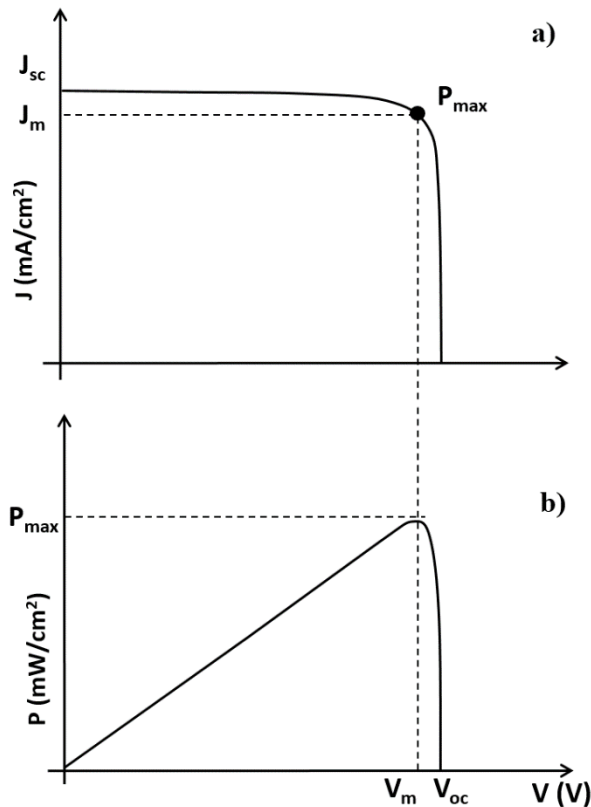 a)
J_sc
P_max
J_m
J (mA/cm²)
b)
P_max
P (mW/cm²)
V_m V_oc V (V)